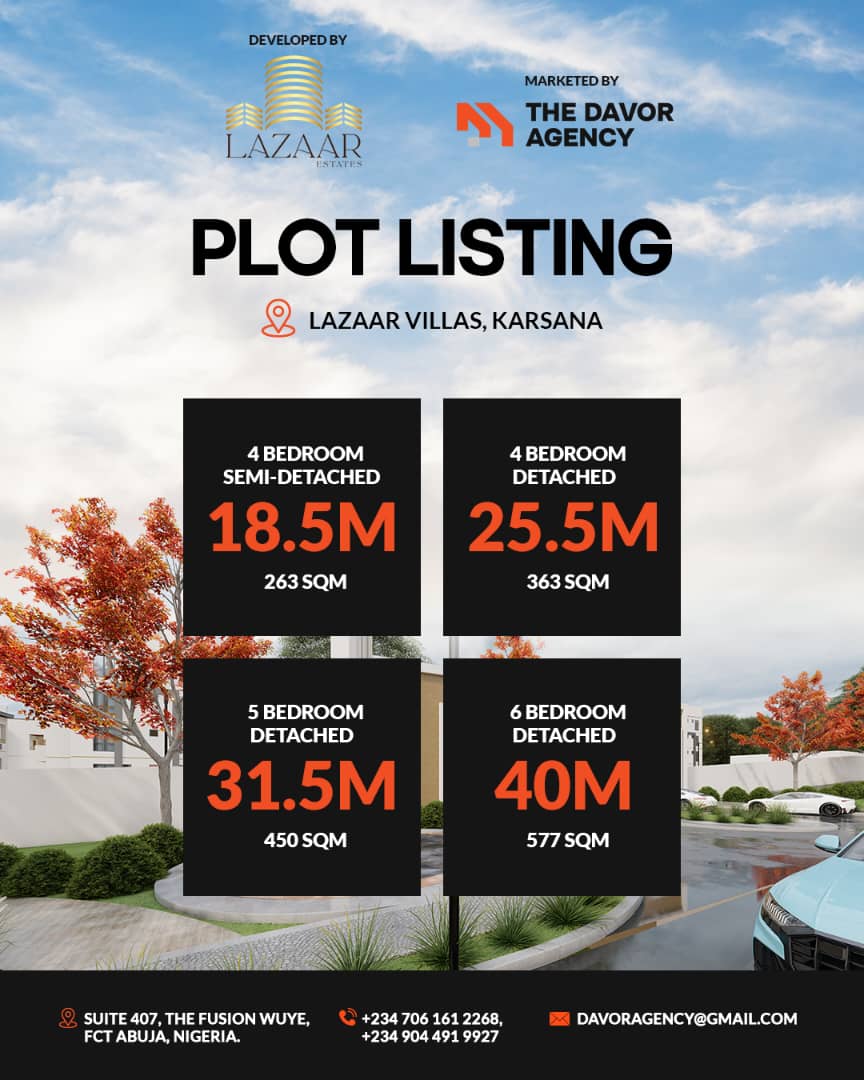 DEVELOPED BY
LAZAAR
ESTATES
MARKETED BY
THE DAVOR
AGENCY
PLOT LISTING
LAZAAR VILLAS, KARSANA
4 BEDROOM
SEMI-DETACHED
18.5M
263 SQM
4 BEDROOM
DETACHED
25.5M
363 SQM
5 BEDROOM
DETACHED
31.5M
450 SQM
6 BEDROOM
DETACHED
40M
577 SQM
SUITE 407, THE FUSION WUYE,
FCT ABUJA, NIGERIA.
+234 706 161 2268,
+234 904 491 9927
DAVORAGENCY@GMAIL.COM